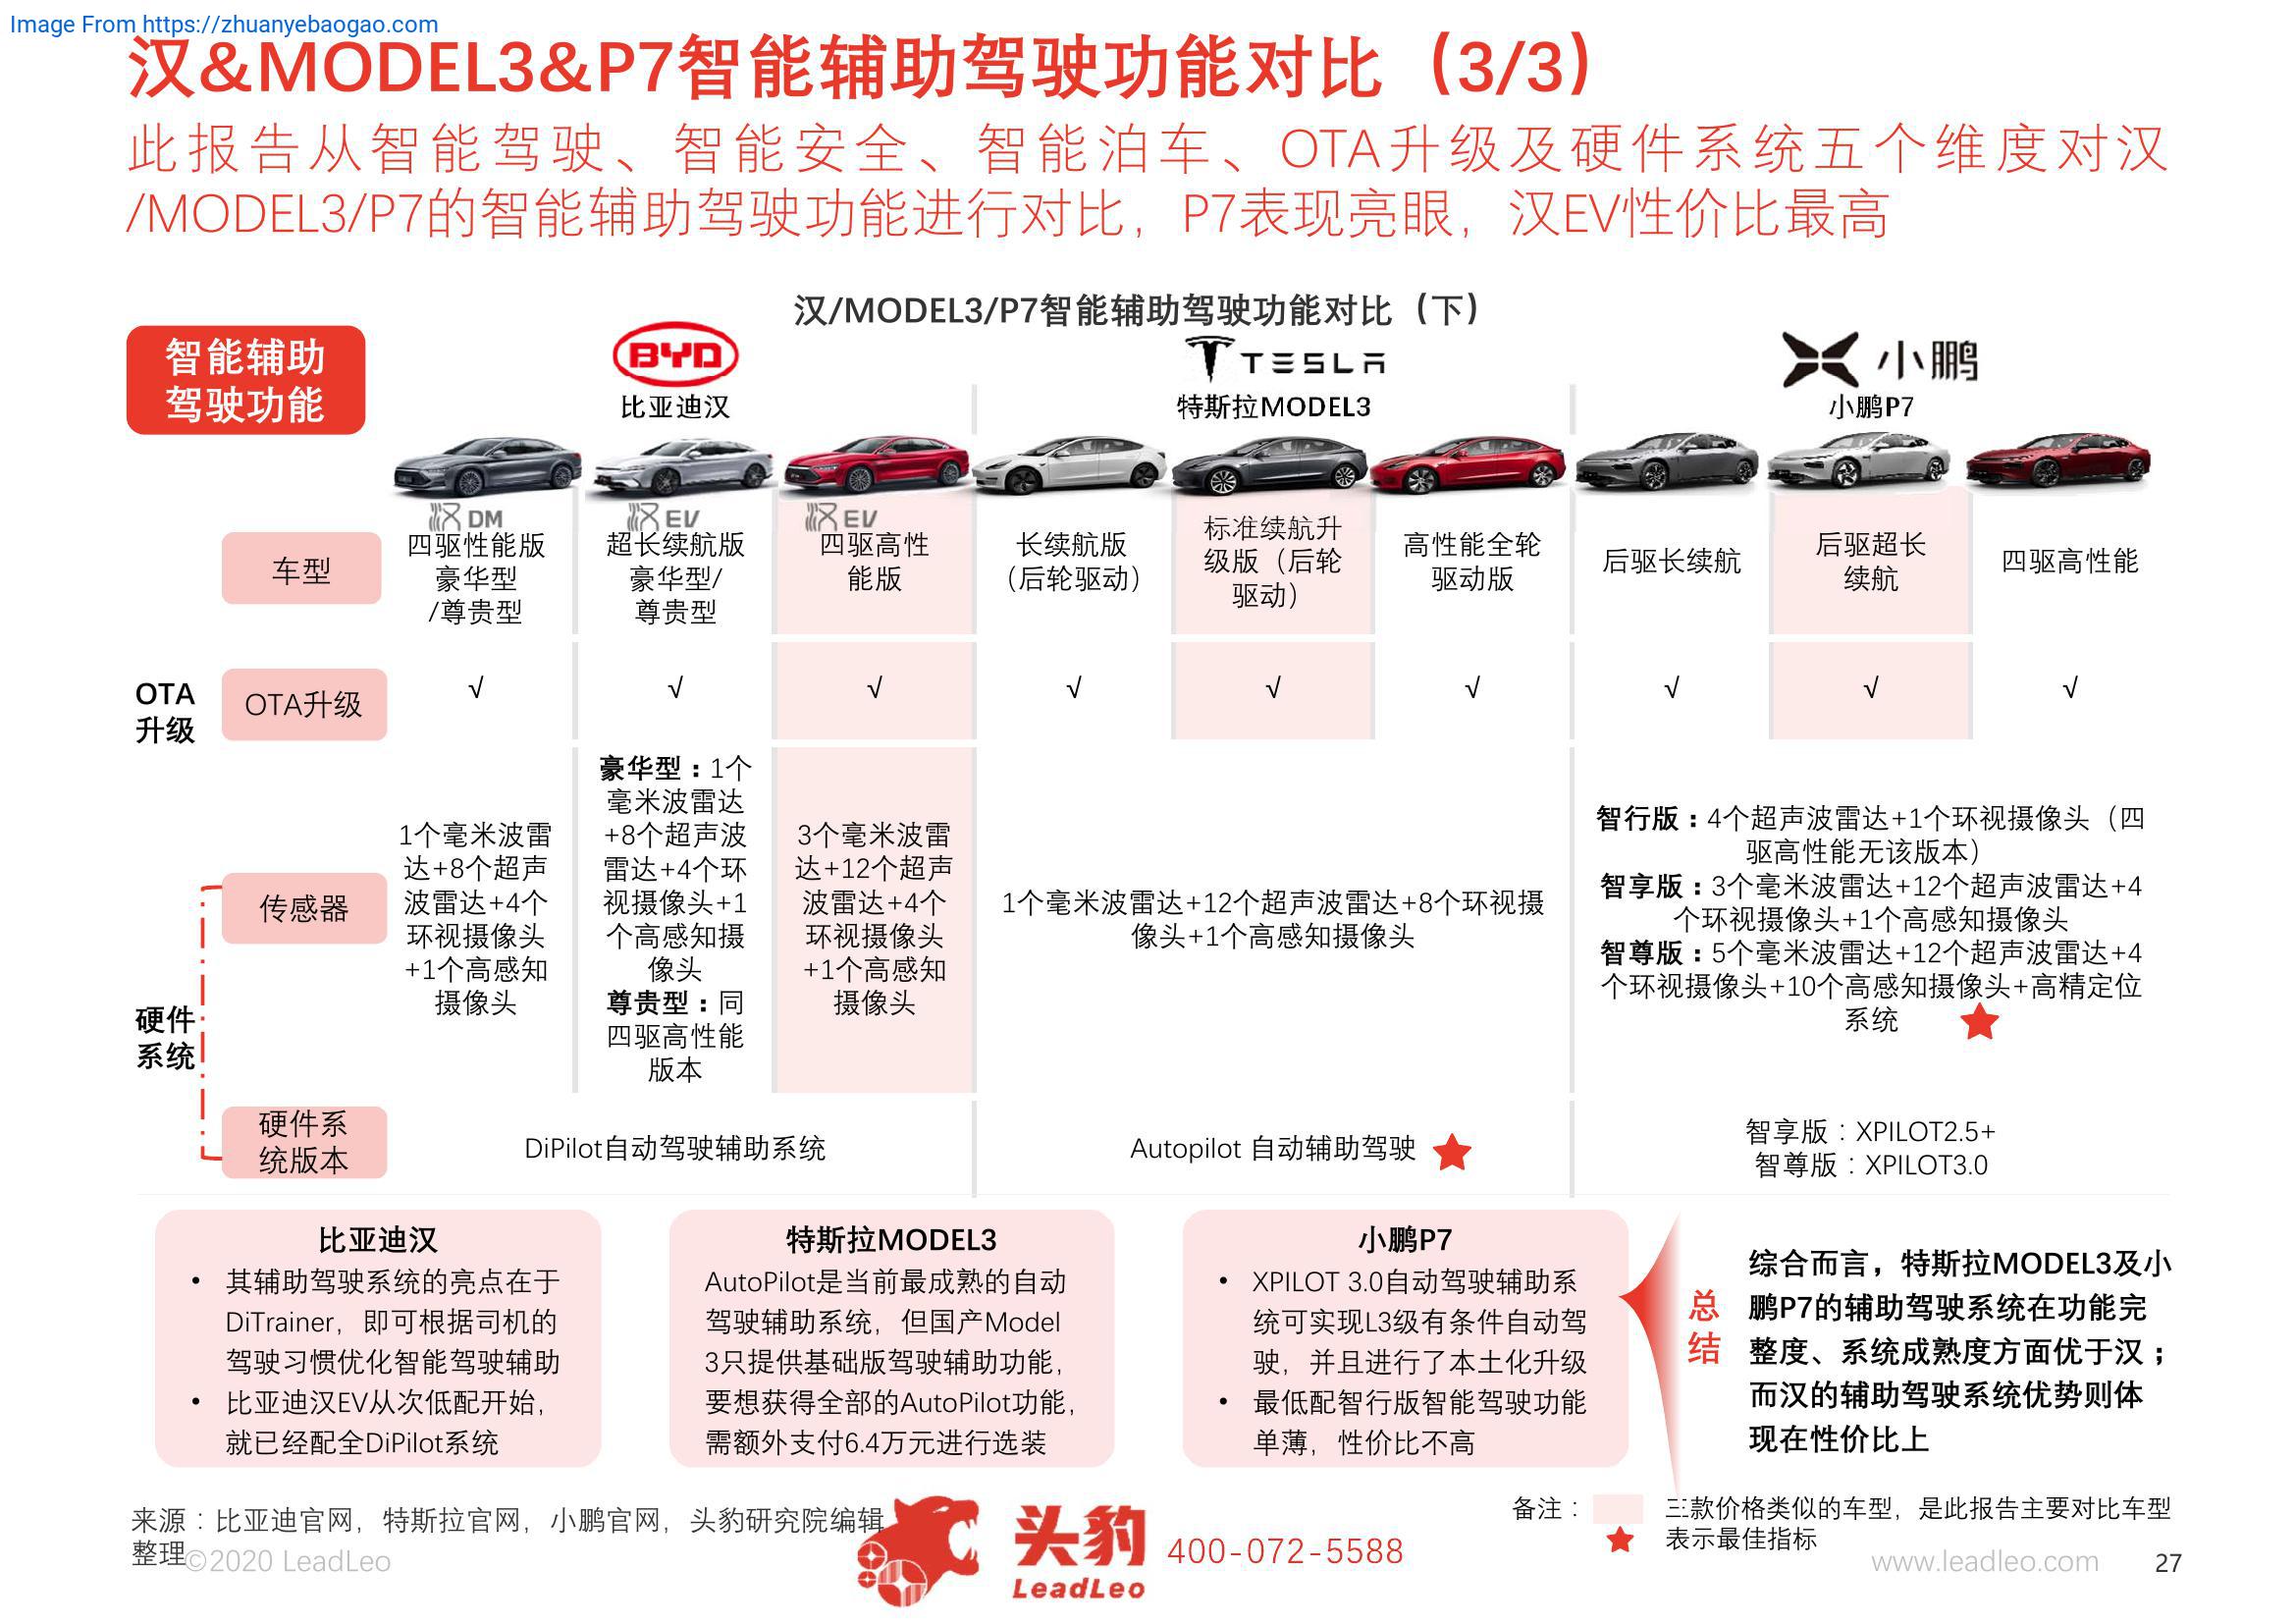 Image From https://zhuanyebaogao.com
汉&MODEL3&P7智能辅助驾驶功能对比（3/3）
此报告从智能驾驶、智能安全、智能泊车、OTA升级及硬件系统五个维度对汉
/MODEL3/P7的智能辅助驾驶功能进行对比，P7表现亮眼，汉EV性价比最高
汉/MODEL3/P7智能辅助驾驶功能对比（下）
智能辅助
驾驶功能
BYD
比亚迪汉
TESLA
特斯拉MODEL3
小鹏
小鹏P7
车型
汉DM
四驱性能版
豪华型
/尊贵型
汉EV
超长续航版
豪华型/
尊贵型
汉EV
四驱高性
能版
长续航版
（后轮驱动）
标准续航升
级版（后轮
驱动）
高性能全轮
驱动版
后驱长续航
后驱超长
续航
四驱高性能
OTA
升级
OTA升级
√
√
√
√
√
√
√
√
√
硬件
系统
传感器
1个毫米波雷
达+8个超声
波雷达+4个
环视摄像头
+1个高感知
摄像头
豪华型：1个
毫米波雷达
+8个超声波
雷达+4个环
视摄像头+1
个高感知摄
像头
尊贵型：同
四驱高性能
版本
3个毫米波雷
达+12个超声
波雷达+4个
环视摄像头
+1个高感知
摄像头
1个毫米波雷达+12个超声波雷达+8个环视摄
像头+1个高感知摄像头
智行版：4个超声波雷达+1个环视摄像头（四
驱高性能无该版本）
智享版：3个毫米波雷达+12个超声波雷达+4
个环视摄像头+1个高感知摄像头
智尊版：5个毫米波雷达+12个超声波雷达+4
个环视摄像头+10个高感知摄像头+高精定位
系统
硬件系
统版本
DiPilot自动驾驶辅助系统
Autopilot 自动辅助驾驶
智享版：XPILOT2.5+
智尊版：XPILOT3.0
比亚迪汉
• 其辅助驾驶系统的亮点在于
DiTrainer，即可根据司机的
驾驶习惯优化智能驾驶辅助
• 比亚迪汉EV从次低配开始，
就已经配全DiPilot系统
特斯拉MODEL3
AutoPilot是当前最成熟的自动
驾驶辅助系统，但国产Model
3只提供基础版驾驶辅助功能，
要想获得全部的AutoPilot功能，
需额外支付6.4万元进行选装
小鹏P7
• XPILOT 3.0自动驾驶辅助系
统可实现L3级有条件自动驾
驶，并且进行了本土化升级
• 最低配智行版智能驾驶功能
单薄，性价比不高
总
结
综合而言，特斯拉MODEL3及小
鹏P7的辅助驾驶系统在功能完
整度、系统成熟度方面优于汉；
而汉的辅助驾驶系统优势则体
现在性价比上
来源：比亚迪官网，特斯拉官网，小鹏官网，头豹研究院编辑
整理
©2020 LeadLeo
头豹
LeadLeo
400-072-5588
备注：
三款价格类似的车型，是此报告主要对比车型
表示最佳指标
www.leadleo.com
27